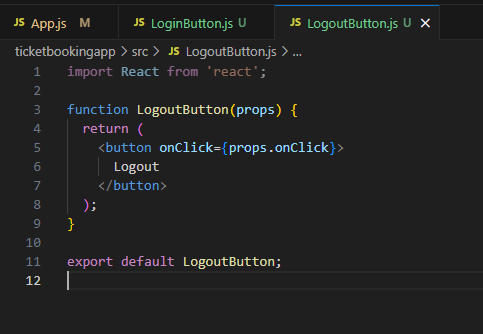 JS App.js M JS LoginButton.js U JS LogoutButton.js U ×
ticketbookingapp > src > JS LogoutButton.js > ...
1 import React from 'react';
2
3 function LogoutButton(props) {
4   return (
5     <button onClick={props.onClick}>
6       Logout
7     </button>
8   );
9 }
10
11 export default LogoutButton;
12